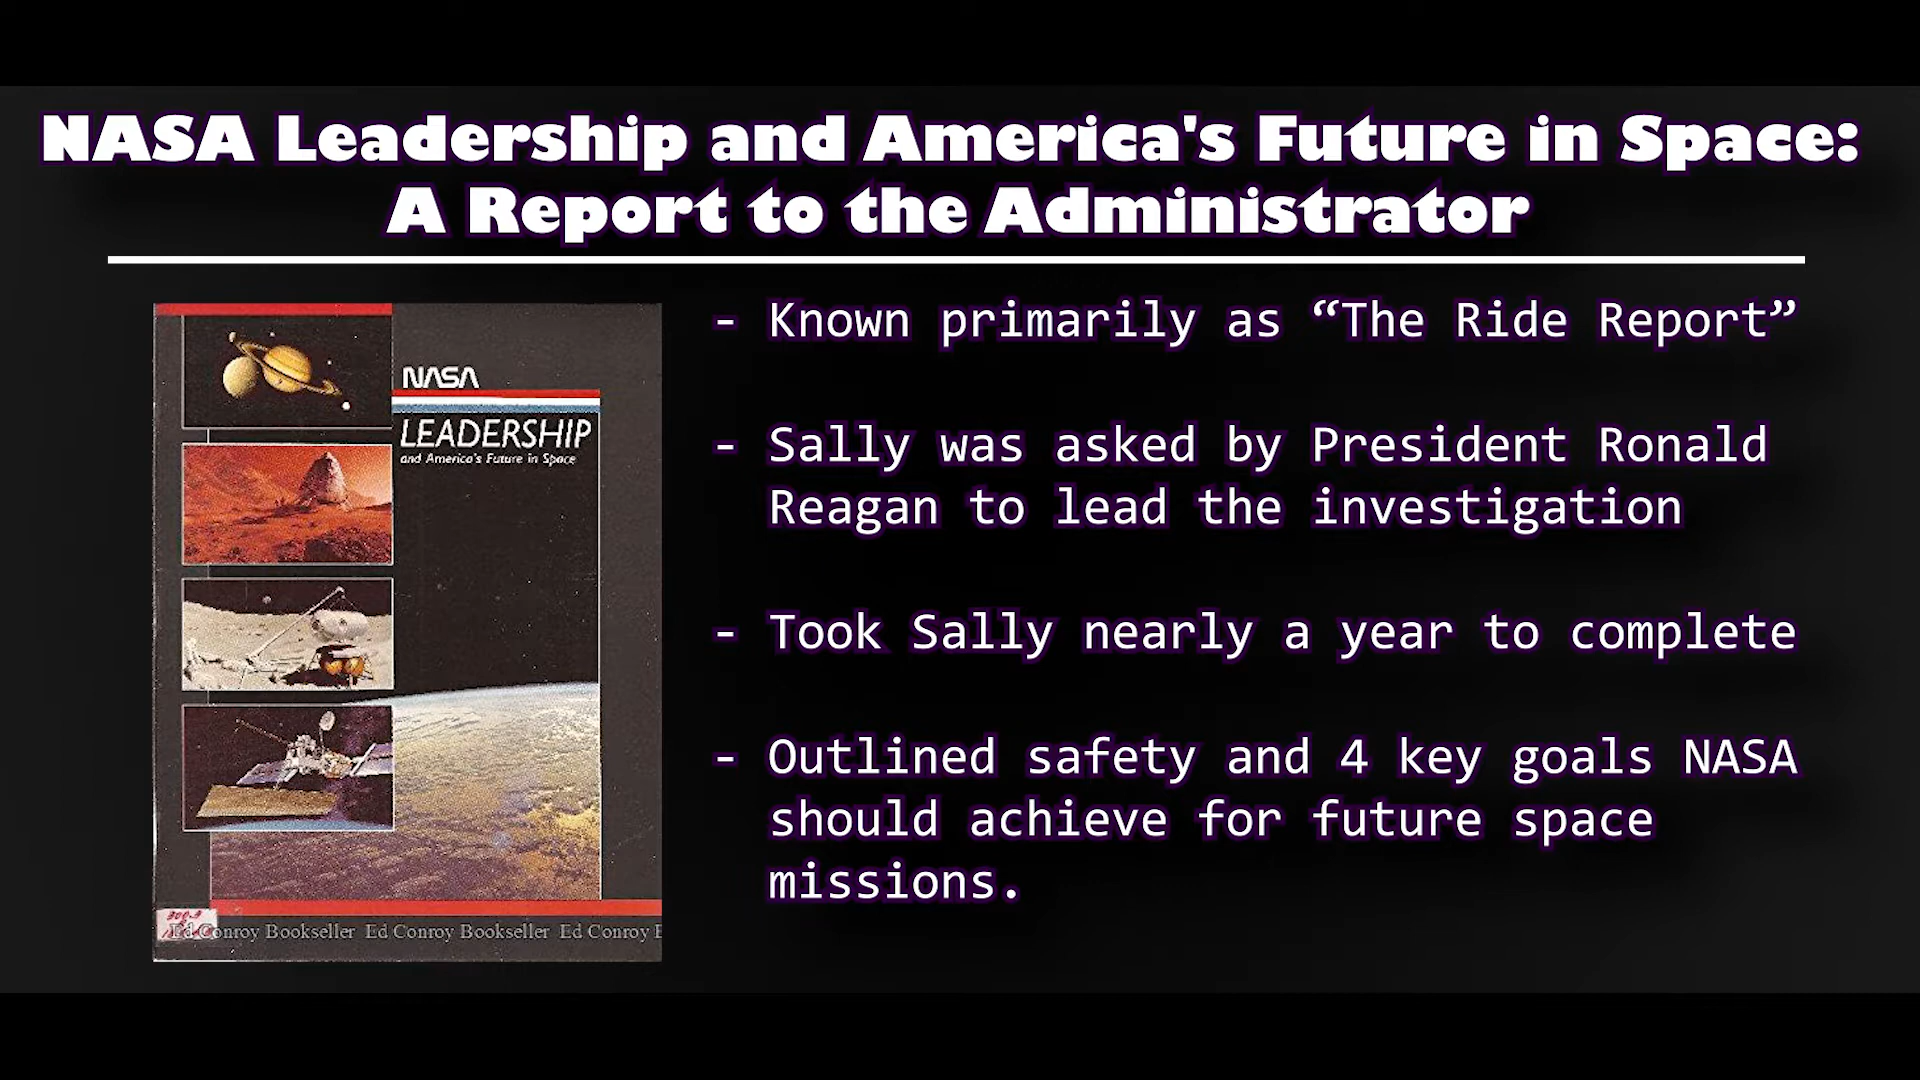 NASA Leadership and America's Future in Space:
A Report to the Administrator
NASA
LEADERSHIP
and America's Future in Space
Ed Conroy Bookseller Ed Conroy Bookseller Ed Conroy
- Known primarily as “The Ride Report”
- Sally was asked by President Ronald
Reagan to lead the investigation
- Took Sally nearly a year to complete
- Outlined safety and 4 key goals NASA
should achieve for future space
missions.